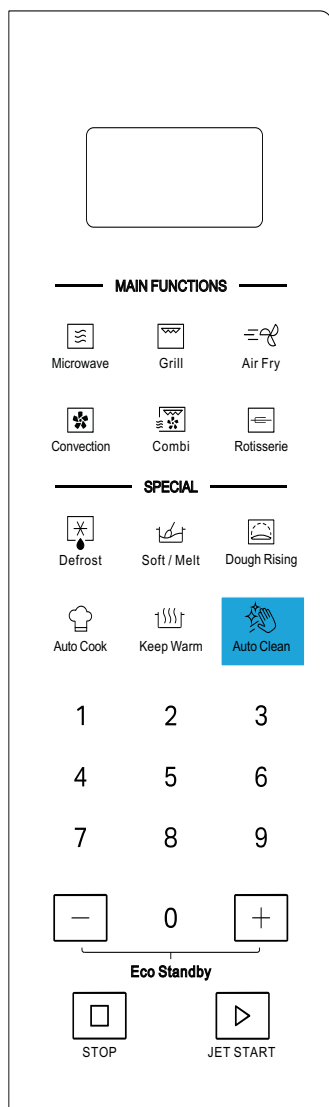 MAIN FUNCTIONS
Microwave Grill Air Fry
Convection Combi Rotisserie
SPECIAL
Defrost Soft / Melt Dough Rising
Auto Cook Keep Warm Auto Clean
1 2 3
4 5 6
7 8 9
- 0 +
Eco Standby
STOP JET START